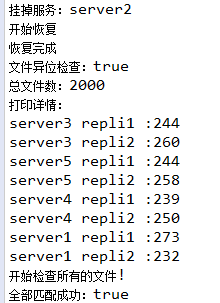 挂掉服务：server2
开始恢复
恢复完成
文件异位检查：true
总文件数：2000
打印详情：
server3 repli1 :244
server3 repli2 :260
server5 repli1 :244
server5 repli2 :258
server4 repli1 :239
server4 repli2 :250
server1 repli1 :273
server1 repli2 :232
开始检查所有的文件！
全部匹配成功：true